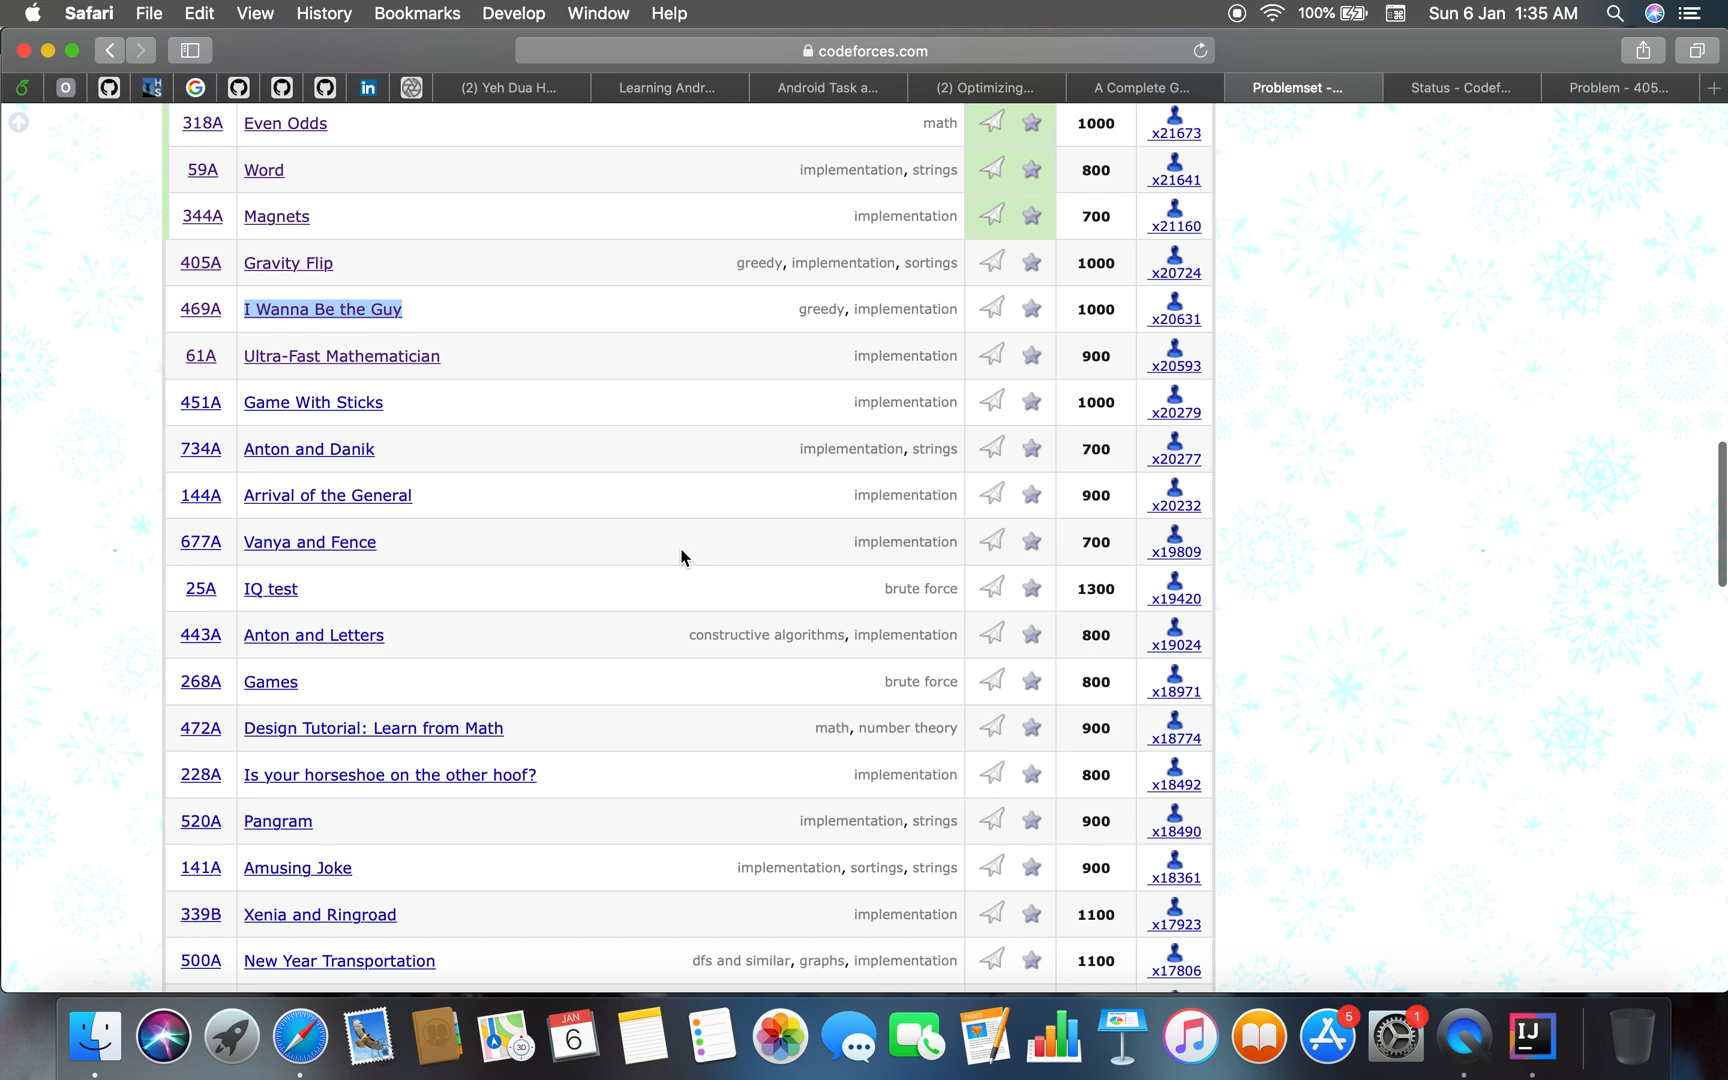 Safari File Edit View History Bookmarks Develop Window Help 100% Sun 6 Jan 1:35 AM
codeforces.com
(2) Yeh Dua H... Learning Andr... Android Task a... (2) Optimizing... A Complete G... Problemset -... Status - Codef... Problem - 405...
318A Even Odds math 1000 x21673
59A Word implementation, strings 800 x21641
344A Magnets implementation 700 x21160
405A Gravity Flip greedy, implementation, sortings 1000 x20724
469A I Wanna Be the Guy greedy, implementation 1000 x20631
61A Ultra-Fast Mathematician implementation 900 x20593
451A Game With Sticks implementation 1000 x20279
734A Anton and Danik implementation, strings 700 x20277
144A Arrival of the General implementation 900 x20232
677A Vanya and Fence implementation 700 x19809
25A IQ test brute force 1300 x19420
443A Anton and Letters constructive algorithms, implementation 800 x19024
268A Games brute force 800 x18971
472A Design Tutorial: Learn from Math math, number theory 900 x18774
228A Is your horseshoe on the other hoof? implementation 800 x18492
520A Pangram implementation, strings 900 x18490
141A Amusing Joke implementation, sortings, strings 900 x18361
339B Xenia and Ringroad implementation 1100 x17923
500A New Year Transportation dfs and similar, graphs, implementation 1100 x17806
JAN
6
3D
5
1
IJ